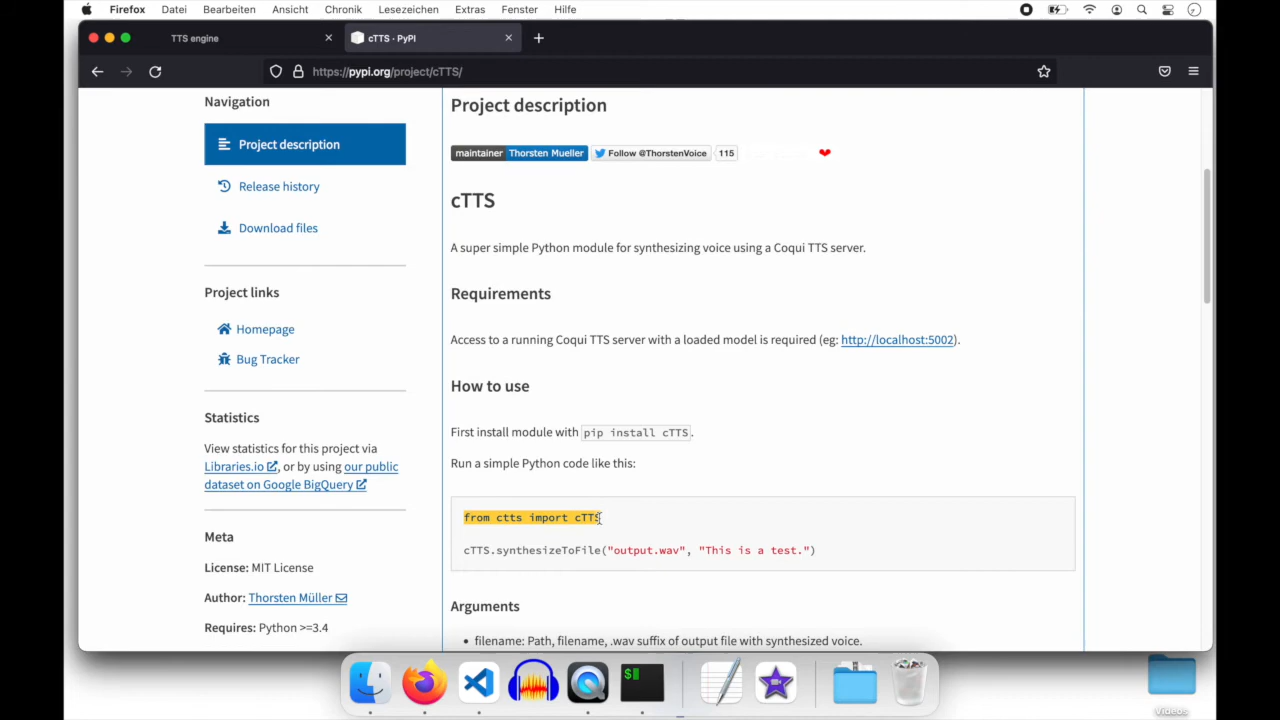 Firefox Datei Bearbeiten Ansicht Chronik Lesezeichen Extras Fenster Hilfe
TTS engine
cTTS · PyPI
https://pypi.org/project/cTTS/
Navigation
Project description
Release history
Download files
Project links
Homepage
Bug Tracker
Statistics
View statistics for this project via
Libraries.io, or by using our public
dataset on Google BigQuery
Meta
License: MIT License
Author: Thorsten Müller
Requires: Python >=3.4
Project description
maintainer Thorsten Mueller Follow @ThorstenVoice 115
cTTS
A super simple Python module for synthesizing voice using a Coqui TTS server.
Requirements
Access to a running Coqui TTS server with a loaded model is required (eg: http://localhost:5002).
How to use
First install module with pip install cTTS.
Run a simple Python code like this:
from ctts import cTTS
cTTS.synthesizeToFile("output.wav", "This is a test.")
Arguments
• filename: Path, filename, .wav suffix of output file with synthesized voice.
$
Videos